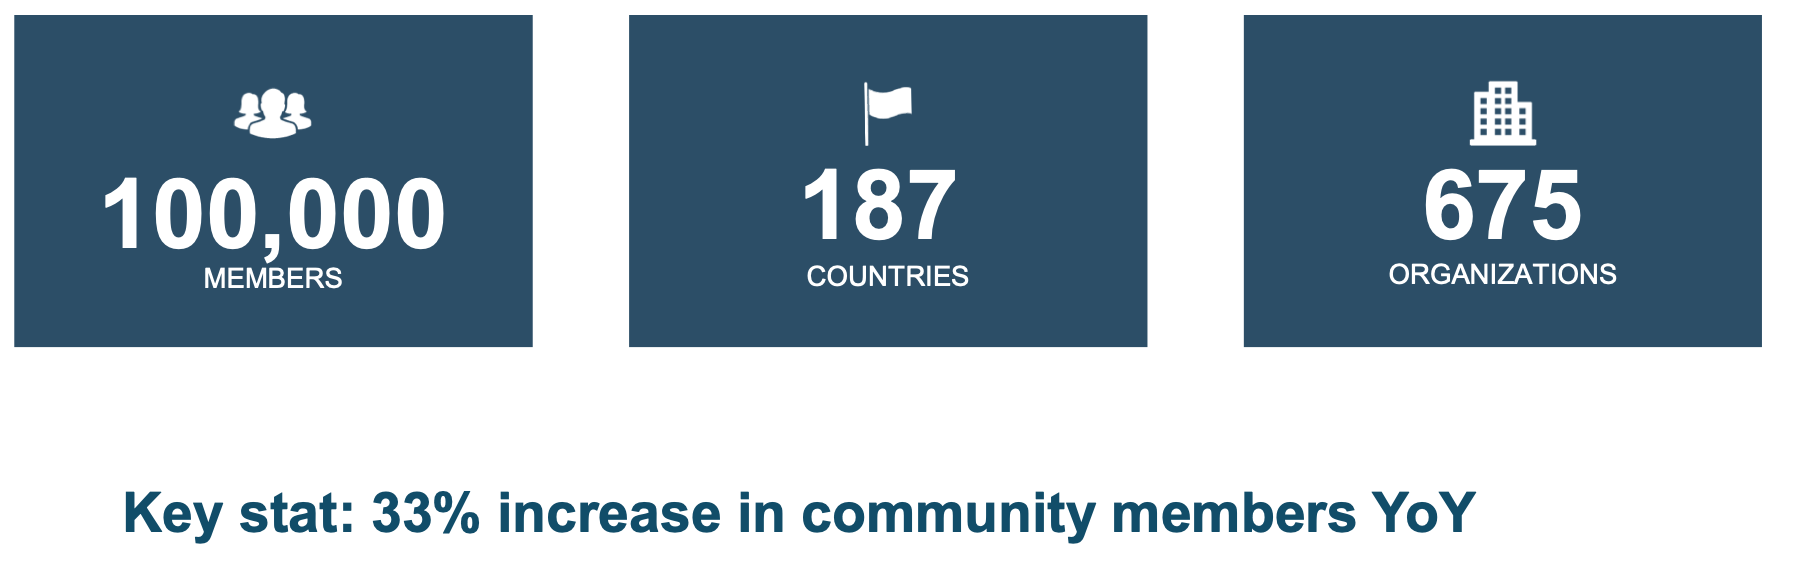 100,000
MEMBERS
187
COUNTRIES
675
ORGANIZATIONS
Key stat: 33% increase in community members YoY